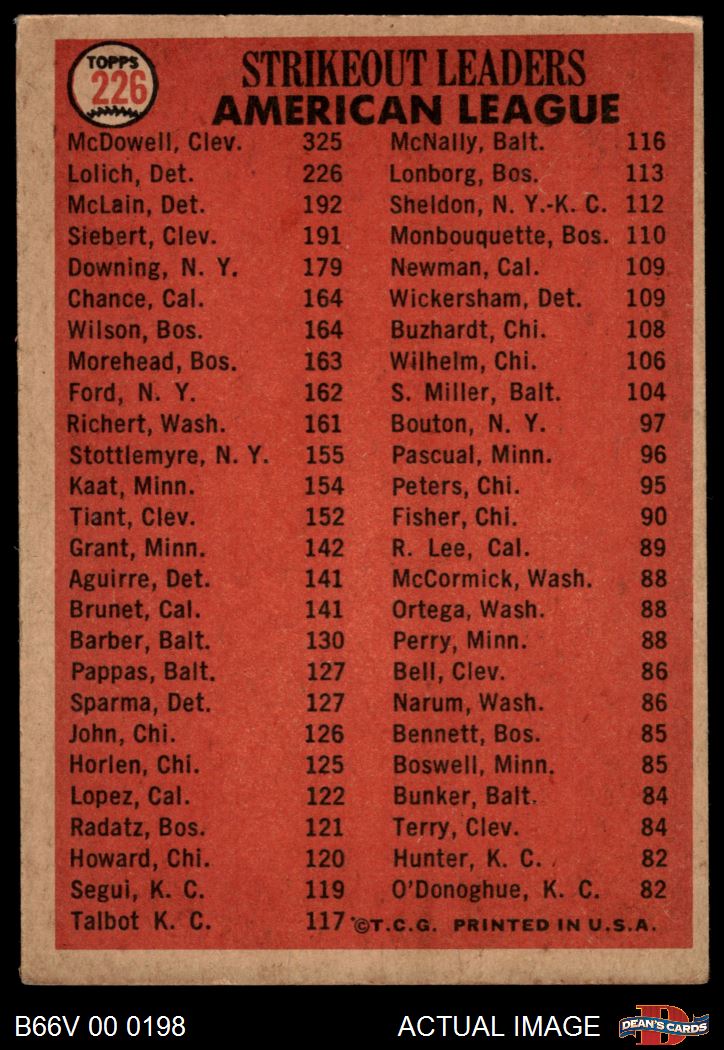 TOPPS
226
STRIKEOUT LEADERS
AMERICAN LEAGUE
McDowell, Clev. 325
Lolich, Det. 226
McLain, Det. 192
Siebert, Clev. 191
Downing, N. Y. 179
Chance, Cal. 164
Wilson, Bos. 164
Morehead, Bos. 163
Ford, N. Y. 162
Richert, Wash. 161
Stottlemyre, N. Y. 155
Kaat, Minn. 154
Tiant, Clev. 152
Grant, Minn. 142
Aguirre, Det. 141
Brunet, Cal. 141
Barber, Balt. 130
Pappas, Balt. 127
Sparma, Det. 127
John, Chi. 126
Horlen, Chi. 125
Lopez, Cal. 122
Radatz, Bos. 121
Howard, Chi. 120
Segui, K. C. 119
Talbot K. C. 117
McNally, Balt. 116
Lonborg, Bos. 113
Sheldon, N. Y.-K. C. 112
Monbouquette, Bos. 110
Newman, Cal. 109
Wickersham, Det. 109
Buzhardt, Chi. 108
Wilhelm, Chi. 106
S. Miller, Balt. 104
Bouton, N. Y. 97
Pascual, Minn. 96
Peters, Chi. 95
Fisher, Chi. 90
R. Lee, Cal. 89
McCormick, Wash. 88
Ortega, Wash. 88
Perry, Minn. 88
Bell, Clev. 86
Narum, Wash. 86
Bennett, Bos. 85
Boswell, Minn. 85
Bunker, Balt. 84
Terry, Clev. 84
Hunter, K. C. 82
O'Donoghue, K. C. 82
©T.C.G. PRINTED IN U.S.A.
B66V 00 0198
ACTUAL IMAGE
D
DEAN'S CARDS